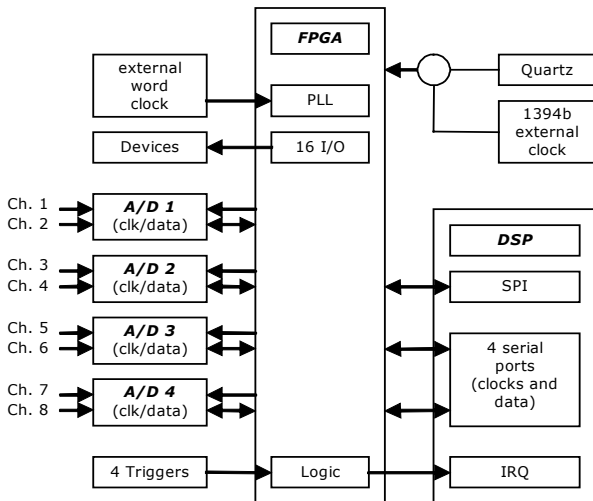 FPGA
external
word
clock
PLL
Quartz
1394b
external
clock
Devices
16 I/O
Ch. 1
Ch. 2
A/D 1
(clk/data)
DSP
Ch. 3
Ch. 4
A/D 2
(clk/data)
SPI
Ch. 5
Ch. 6
A/D 3
(clk/data)
4 serial
ports
(clocks and
data)
Ch. 7
Ch. 8
A/D 4
(clk/data)
4 Triggers
Logic
IRQ